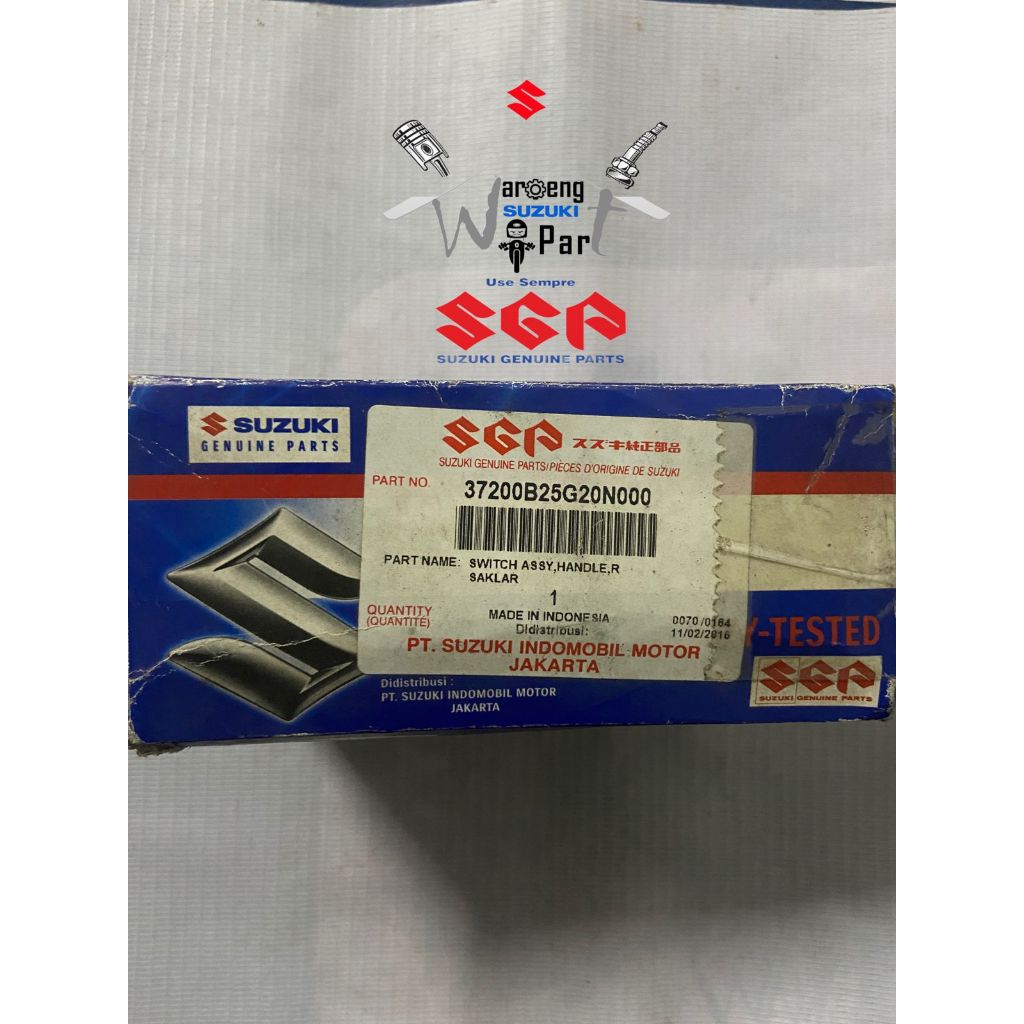 Waroeng
SUZUKI
Part
Use Sempre
SGP
SUZUKI GENUINE PARTS
SUZUKI
GENUINE PARTS
SGP スズキ純正部品
SUZUKI GENUINE PARTS/PIÈCES D'ORIGINE DE SUZUKI
PART NO. 37200B25G20N000
PART NAME: SWITCH ASSY,HANDLE,R
SAKLAR
1
QUANTITY
(QUANTITÉ)
MADE IN INDONESIA
Didistribusi:
0070 /0164
11/02/2016
PT. SUZUKI INDOMOBIL MOTOR
JAKARTA
Y-TESTED
SGP
SUZUKI GENUINE PARTS
Didistribusi :
PT. SUZUKI INDOMOBIL MOTOR
JAKARTA